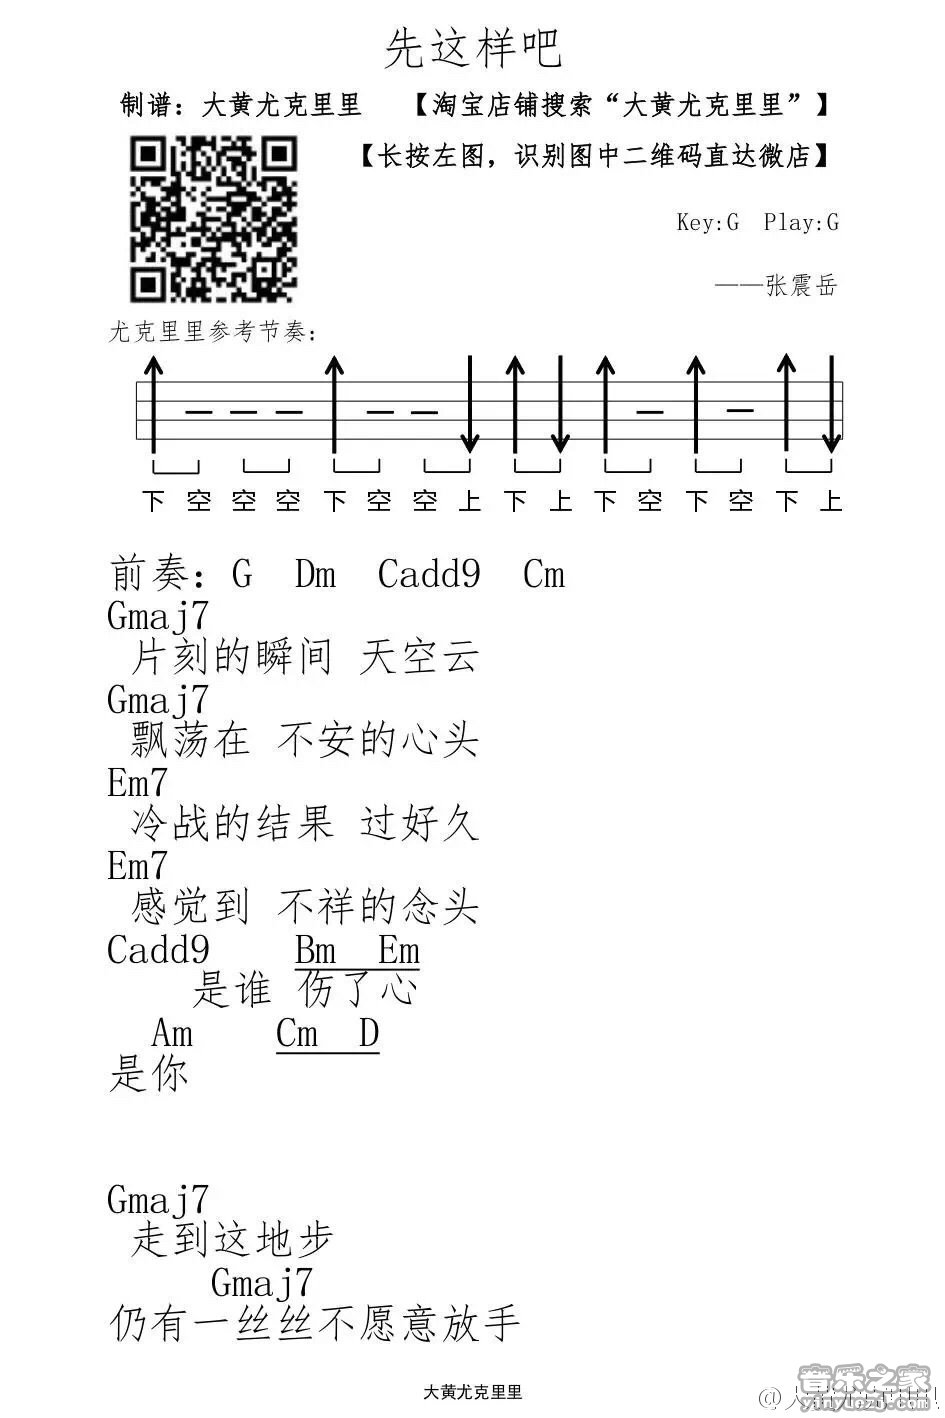 先这样吧
制谱：大黄尤克里里 【淘宝店铺搜索“大黄尤克里里”】
【长按左图，识别图中二维码直达微店】
Key:G Play:G
——张震岳
尤克里里参考节奏：
下 空 空 空 下 空 空 上 下 上 下 空 下 空 下 上
前奏：G Dm Cadd9 Cm
Gmaj7
片刻的瞬间 天空云
Gmaj7
飘荡在 不安的心头
Em7
冷战的结果 过好久
Em7
感觉到 不祥的念头
Cadd9 Bm Em
是谁 伤了心
Am Cm D
是你
Gmaj7
走到这地步
Gmaj7
仍有一丝丝不愿意放手
大黄尤克里里
音乐之家
yinyuezj.com